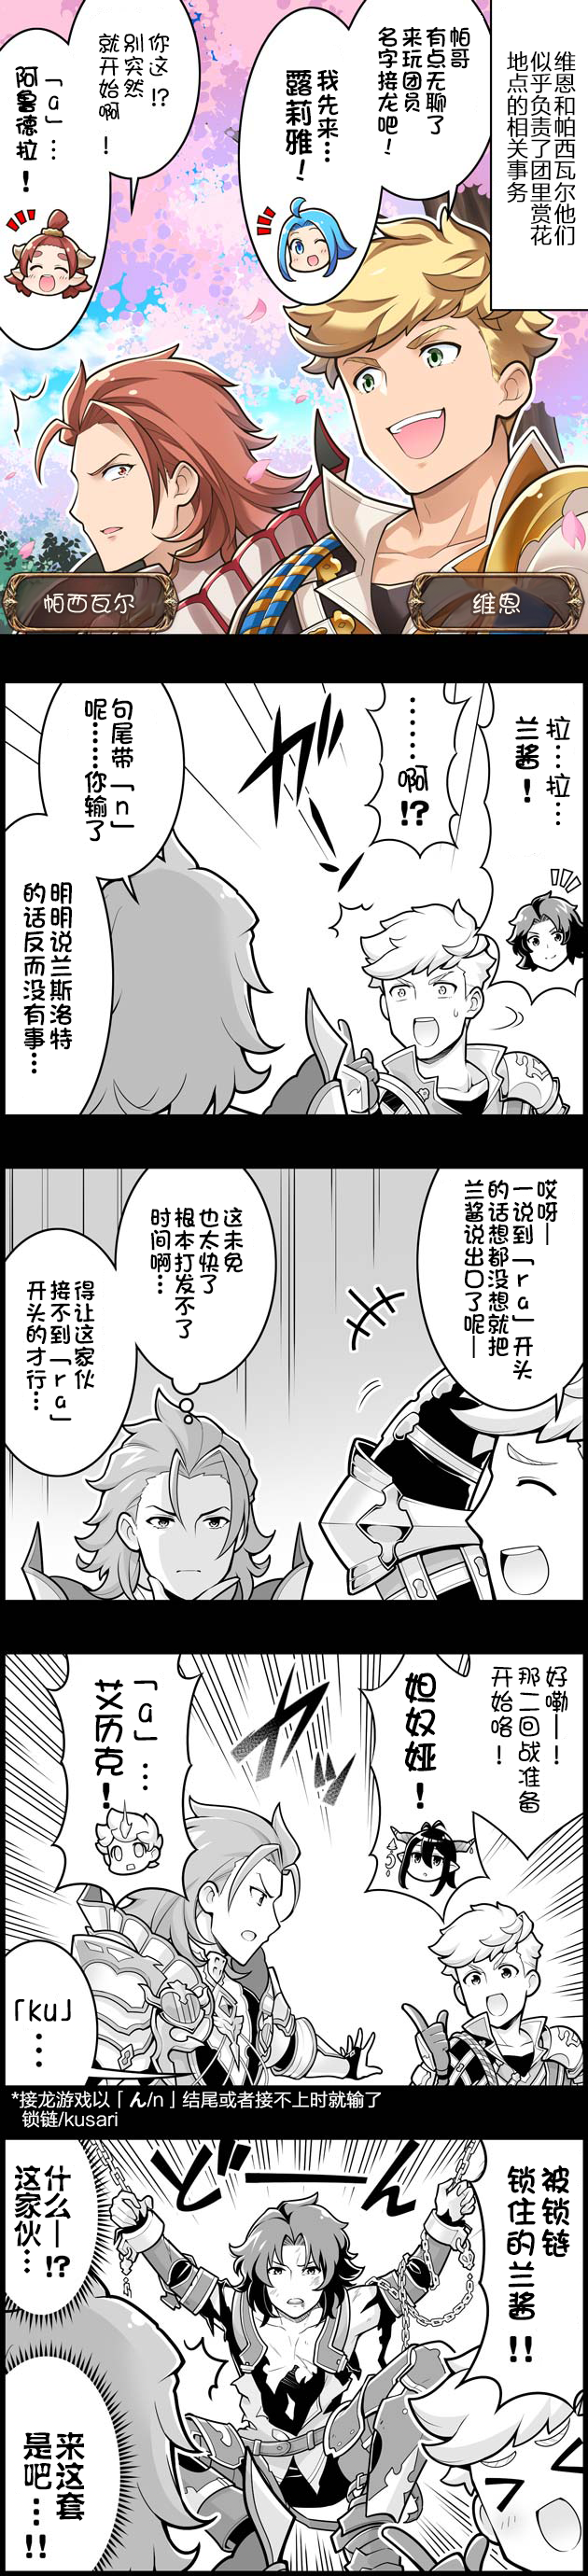 维恩和帕西瓦尔他们
似乎负责了团里赏花
地点的相关事务
帕哥
有点无聊了
来玩团员
名字接龙吧！
我先来…
露莉雅！
你这！？
别突然
就开始啊！
「a」…
阿鲁德拉！
帕西瓦尔
维恩
拉…拉…
兰酱！
……啊！？
ガッ
句尾带「n」
呢……你输了
明明说兰斯洛特
的话反而没有事…
哎呀—
一说到「ra」开头
的话想都没想就把
兰酱说出口了呢—
这未免
也太快了
根本打发不了
时间啊…
得让这家伙
接不到「ra」
开头的才行…
好嘞—！
那二回战准备
开始咯！
妲奴娅！
「a」…
艾历克！
「ku」
…
*接龙游戏以「ん/n」结尾或者接不上时就输了
锁链/kusari
被锁链
锁住的兰酱！！
どーん
什么—！？
这家伙…
来这套
是吧…！！